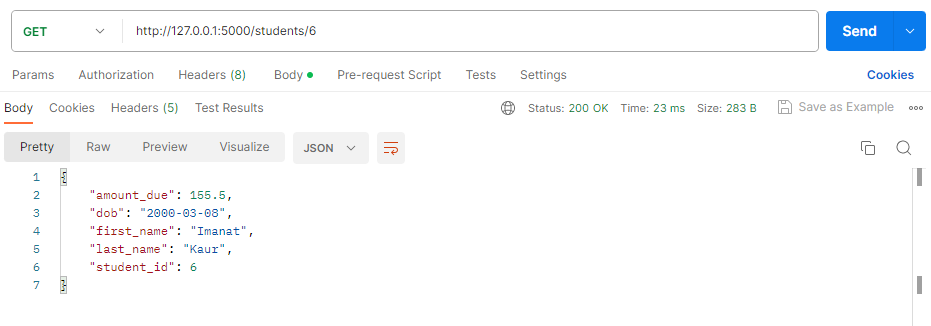 GET http://127.0.0.1:5000/students/6 Send
Params Authorization Headers (8) Body Pre-request Script Tests Settings Cookies
Body Cookies Headers (5) Test Results Status: 200 OK Time: 23 ms Size: 283 B Save as Example
Pretty Raw Preview Visualize JSON
1 {
2 "amount_due": 155.5,
3 "dob": "2000-03-08",
4 "first_name": "Imanat",
5 "last_name": "Kaur",
6 "student_id": 6
7 }